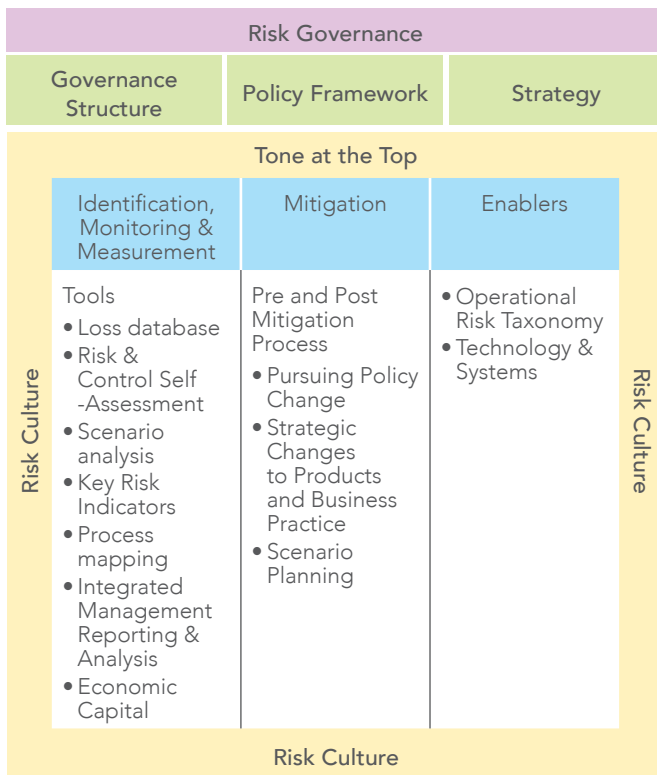 Risk Governance
Governance
Structure
Policy Framework
Strategy
Tone at the Top
Identification,
Monitoring &
Measurement
Mitigation
Enablers
Tools
• Loss database
• Risk &
Control Self
-Assessment
• Scenario
analysis
• Key Risk
Indicators
• Process
mapping
• Integrated
Management
Reporting &
Analysis
• Economic
Capital
Pre and Post
Mitigation
Process
• Pursuing Policy
Change
• Strategic
Changes
to Products
and Business
Practice
• Scenario
Planning
• Operational
Risk Taxonomy
• Technology &
Systems
Risk Culture
Risk Culture
Risk Culture